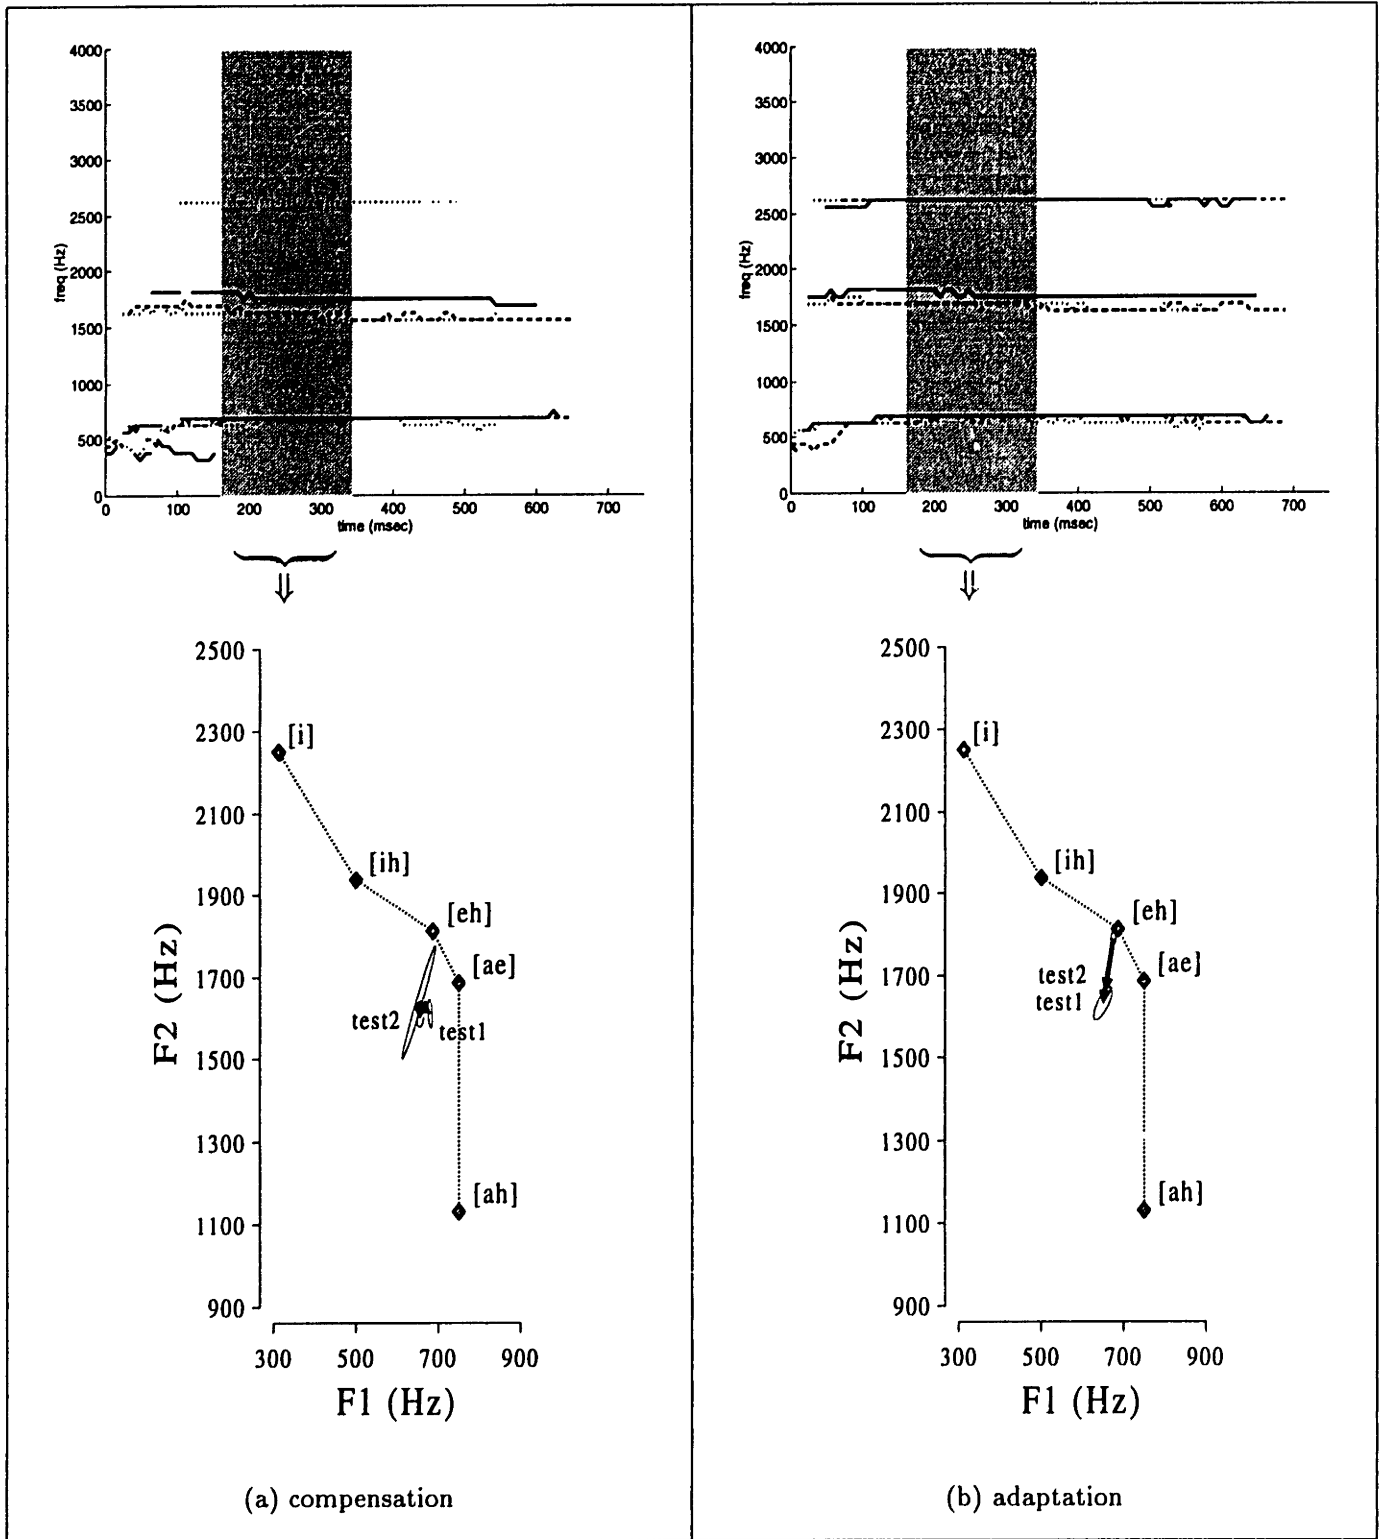 4000
3500
3000
2500
2000
1500
1000
500
0
freq (Hz)
0 100 200 300 400 500 600 700
time (msec)
2500
2300
2100
1900
1700
1500
1300
1100
900
F2 (Hz)
[i]
[ih]
[eh]
[ae]
test2
test1
[ah]
300 500 700 900
F1 (Hz)
(a) compensation
4000
3500
3000
2500
2000
1500
1000
500
0
freq (Hz)
0 100 200 300 400 500 600 700
time (msec)
2500
2300
2100
1900
1700
1500
1300
1100
900
F2 (Hz)
[i]
[ih]
[eh]
[ae]
test2
test1
[ah]
300 500 700 900
F1 (Hz)
(b) adaptation